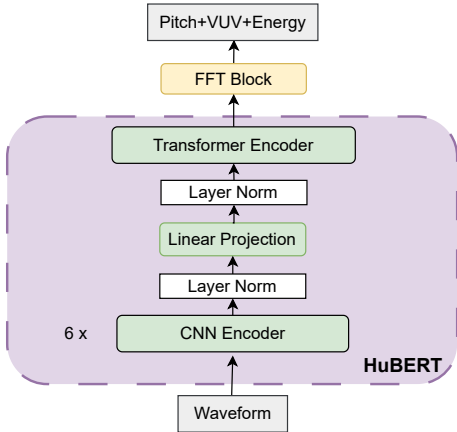 Pitch+VUV+Energy
FFT Block
Transformer Encoder
Layer Norm
Linear Projection
Layer Norm
6 x
CNN Encoder
HuBERT
Waveform